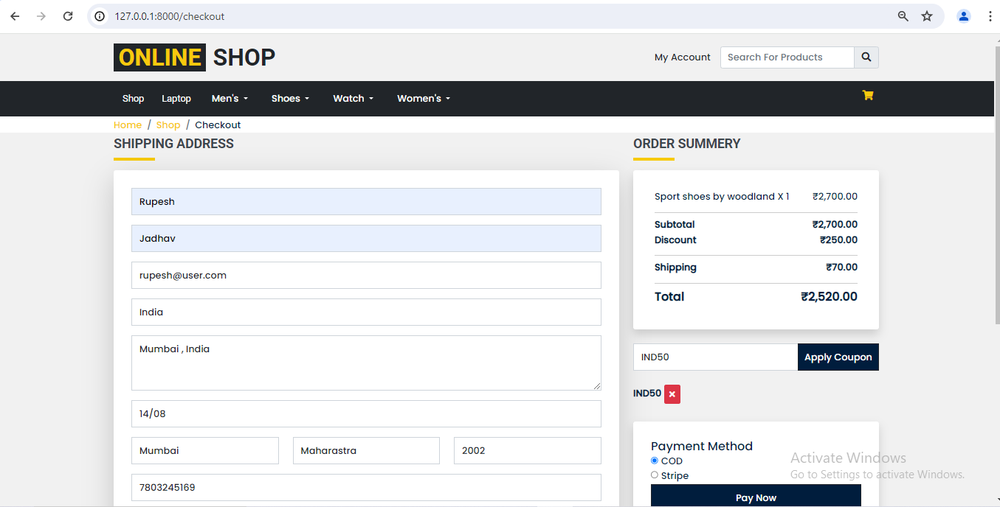 127.0.0.1:8000/checkout
ONLINE SHOP
My Account
Search For Products
Shop Laptop Men's Shoes Watch Women's
Home / Shop / Checkout
SHIPPING ADDRESS
Rupesh
Jadhav
rupesh@user.com
India
Mumbai , India
14/08
Mumbai Maharastra 2002
7803245169
ORDER SUMMERY
Sport shoes by woodland X 1 ₹2,700.00
Subtotal ₹2,700.00
Discount ₹250.00
Shipping ₹70.00
Total ₹2,520.00
IND50 Apply Coupon
IND50 ×
Payment Method
COD
Stripe
Pay Now
Activate Windows
Go to Settings to activate Windows.